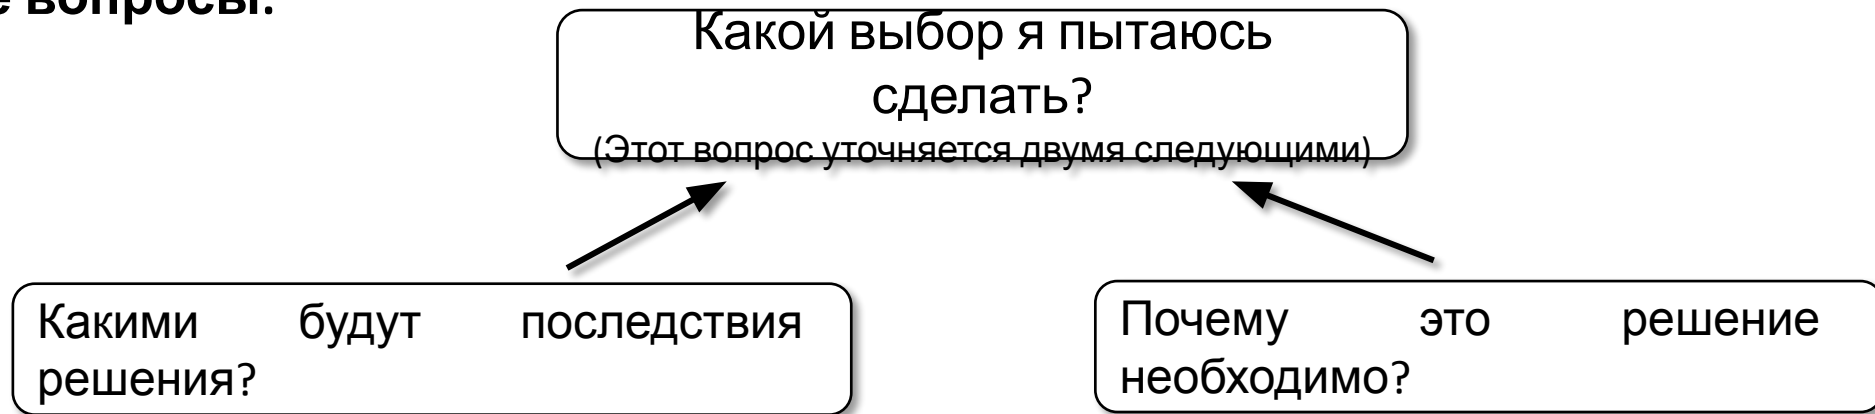 вопросы:
Какой выбор я пытаюсь
сделать?
(Этот вопрос уточняется двумя следующими)
Какими будут последствия
решения?
Почему это решение
необходимо?